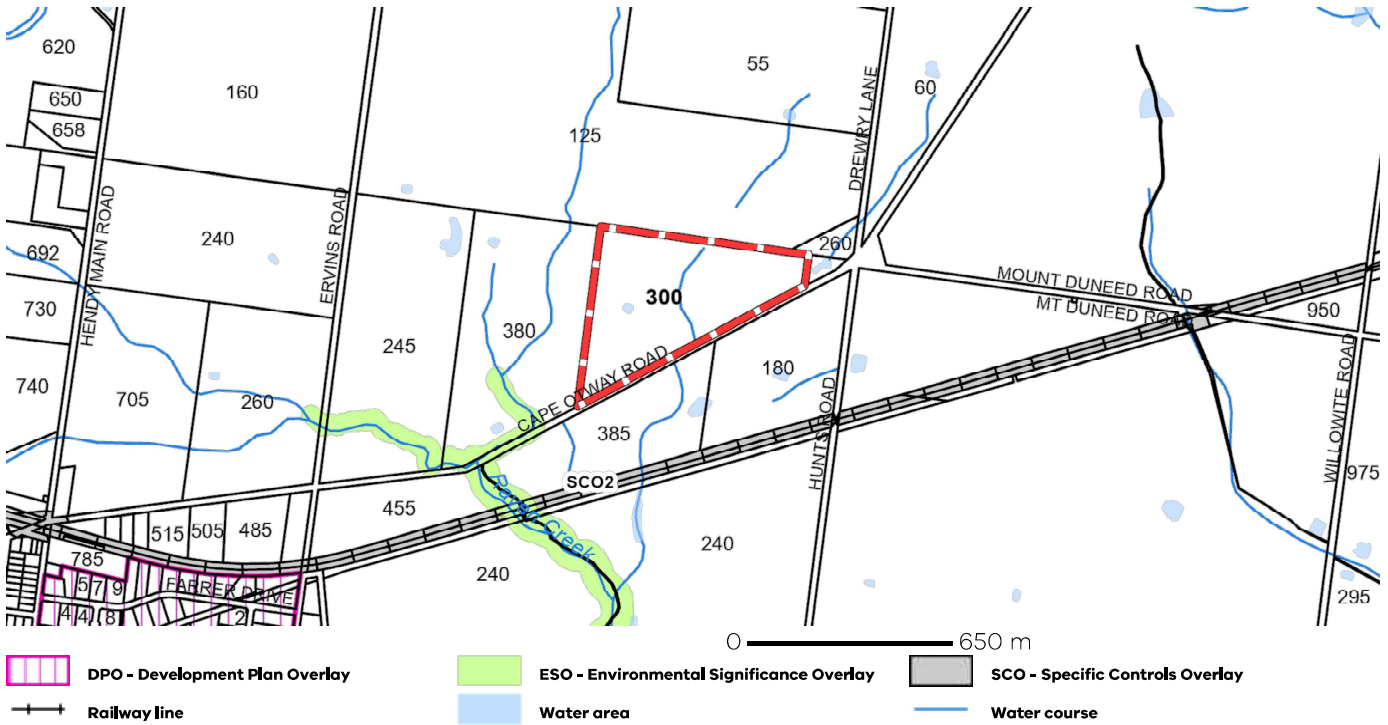 620
55
60
650
160
658
125
DREWRY LANE
HENDY MAIN ROAD
ERVINS ROAD
240
692
260
MOUNT DUNEED ROAD
MT DUNEED ROAD
950
730
245
380
300
CAPE OTWAY ROAD
180
HUNTS ROAD
WILLOWITE ROAD
740
705
260
385
975
SCO2
515
505
485
455
Parwan Creek
240
240
785
5
7
9
FARRER DRIVE
4
4
8
2
295
0
650 m
DPO - Development Plan Overlay
ESO - Environmental Significance Overlay
SCO - Specific Controls Overlay
Railway line
Water area
Water course